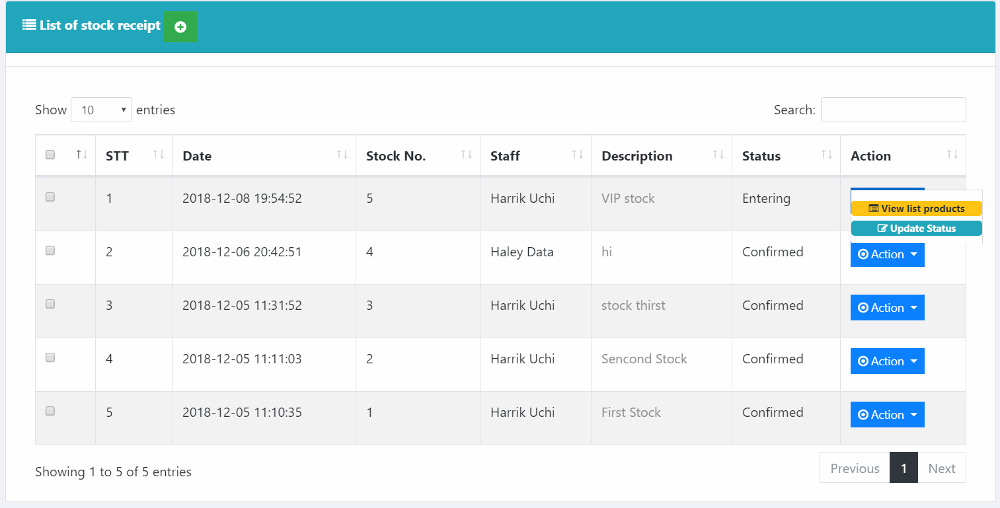 List of stock receipt
Show 10 entries Search:
STT Date Stock No. Staff Description Status Action
1 2018-12-08 19:54:52 5 Harrik Uchi VIP stock Entering
View list products
Update Status
2 2018-12-06 20:42:51 4 Haley Data hi Confirmed Action
3 2018-12-05 11:31:52 3 Harrik Uchi stock thirst Confirmed Action
4 2018-12-05 11:11:03 2 Harrik Uchi Sencond Stock Confirmed Action
5 2018-12-05 11:10:35 1 Harrik Uchi First Stock Confirmed Action
Showing 1 to 5 of 5 entries Previous 1 Next